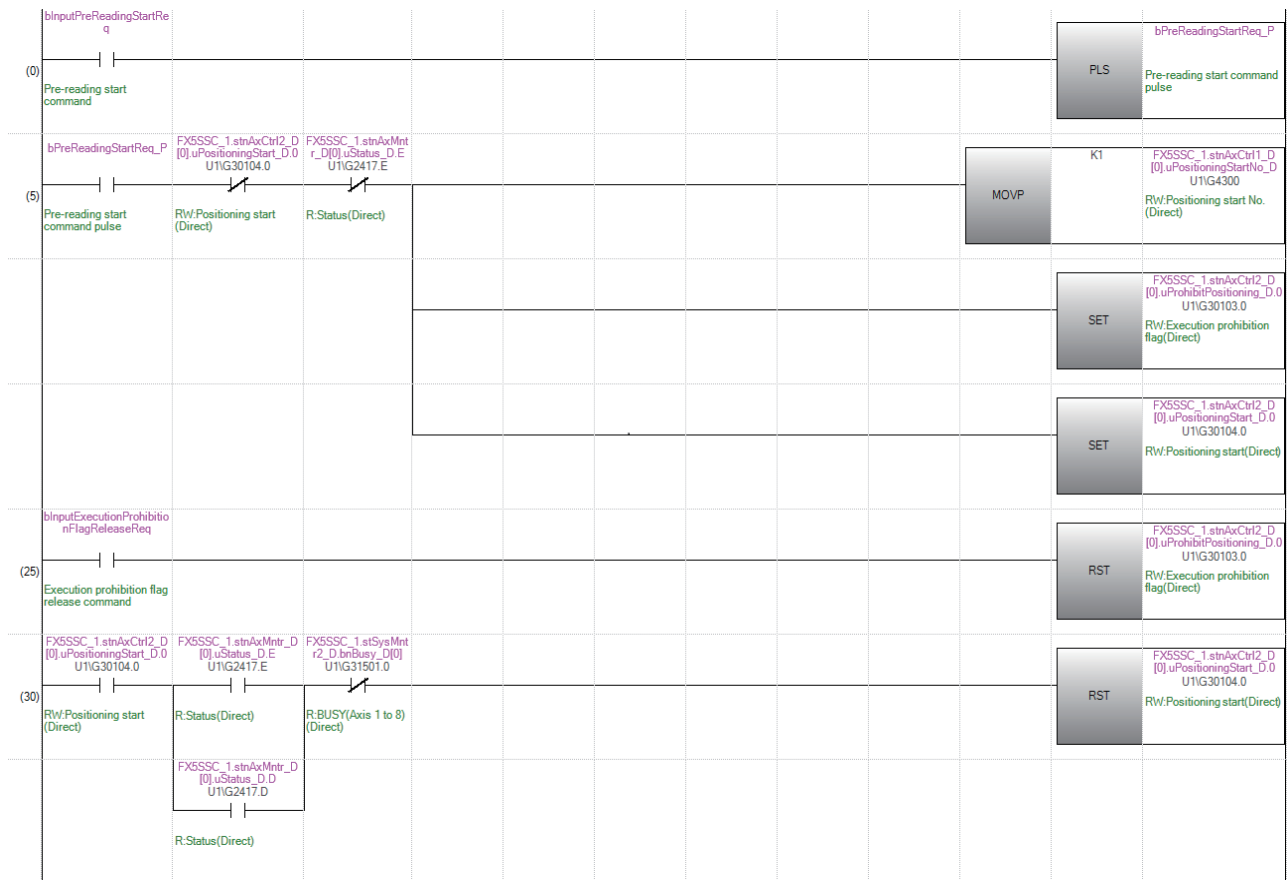 bInputPreReadingStartRe
q
bPreReadingStartReq_P
(0)
PLS
Pre-reading start
command
Pre-reading start command
pulse
bPreReadingStartReq_P
FX5SSC_1.stnAxCtrl2_D
[0].uPositioningStart_D.0
U1\G30104.0
FX5SSC_1.stnAxMnt
r_D[0].uStatus_D.E
U1\G2417.E
K1
FX5SSC_1.stnAxCtrl1_D
[0].uPositioningStartNo_D
U1\G4300
(5)
MOVP
Pre-reading start
command pulse
RW:Positioning start
(Direct)
R:Status(Direct)
RW:Positioning start No.
(Direct)
FX5SSC_1.stnAxCtrl2_D
[0].uProhibitPositioning_D.0
U1\G30103.0
SET
RW:Execution prohibition
flag(Direct)
FX5SSC_1.stnAxCtrl2_D
[0].uPositioningStart_D.0
U1\G30104.0
SET
RW:Positioning start(Direct)
bInputExecutionProhibitio
nFlagReleaseReq
FX5SSC_1.stnAxCtrl2_D
[0].uProhibitPositioning_D.0
U1\G30103.0
(25)
RST
Execution prohibition flag
release command
RW:Execution prohibition
flag(Direct)
FX5SSC_1.stnAxCtrl2_D
[0].uPositioningStart_D.0
U1\G30104.0
FX5SSC_1.stnAxMntr_D
[0].uStatus_D.E
U1\G2417.E
FX5SSC_1.stSysMnt
r2_D.bnBusy_D[0]
U1\G31501.0
FX5SSC_1.stnAxCtrl2_D
[0].uPositioningStart_D.0
U1\G30104.0
(30)
RST
RW:Positioning start
(Direct)
R:Status(Direct)
R:BUSY(Axis 1 to 8)
(Direct)
RW:Positioning start(Direct)
FX5SSC_1.stnAxMntr_D
[0].uStatus_D.D
U1\G2417.D
R:Status(Direct)